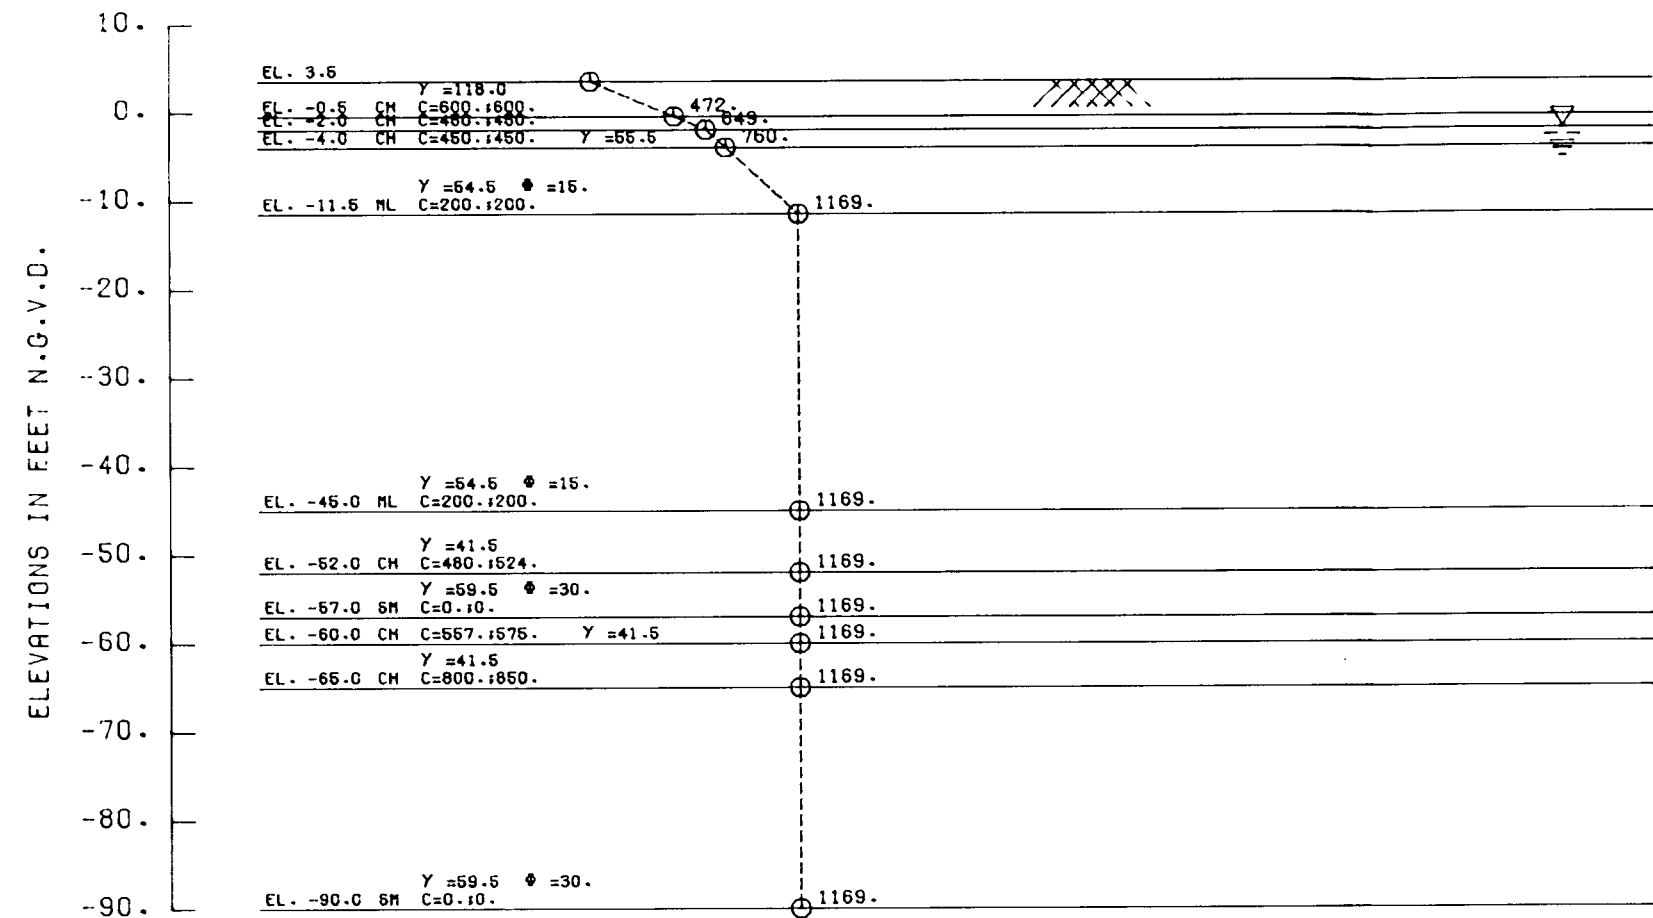 10.
EL. 3.5
γ =118.0
0.
EL. -0.5 CH C=600.;600.
472.
EL. -2.0 CH
649.
EL. -4.0 CH C=450.;450. γ =55.5
760.
γ =54.5 Φ =15.
-10.
EL. -11.5 ML C=200.;200.
1169.
-20.
-30.
-40.
γ =54.5 Φ =15.
EL. -45.0 ML C=200.;200.
1169.
-50.
γ =41.5
EL. -52.0 CH C=480.;524.
1169.
γ =59.5 Φ =30.
EL. -57.0 SM C=0.;0.
1169.
-60.
EL. -60.0 CH C=557.;575. γ =41.5
1169.
γ =41.5
EL. -65.0 CH C=800.;850.
1169.
-70.
-80.
γ =59.5 Φ =30.
-90.
EL. -90.0 SM C=0.;0.
1169.
ELEVATIONS IN FEET N.G.V.D.